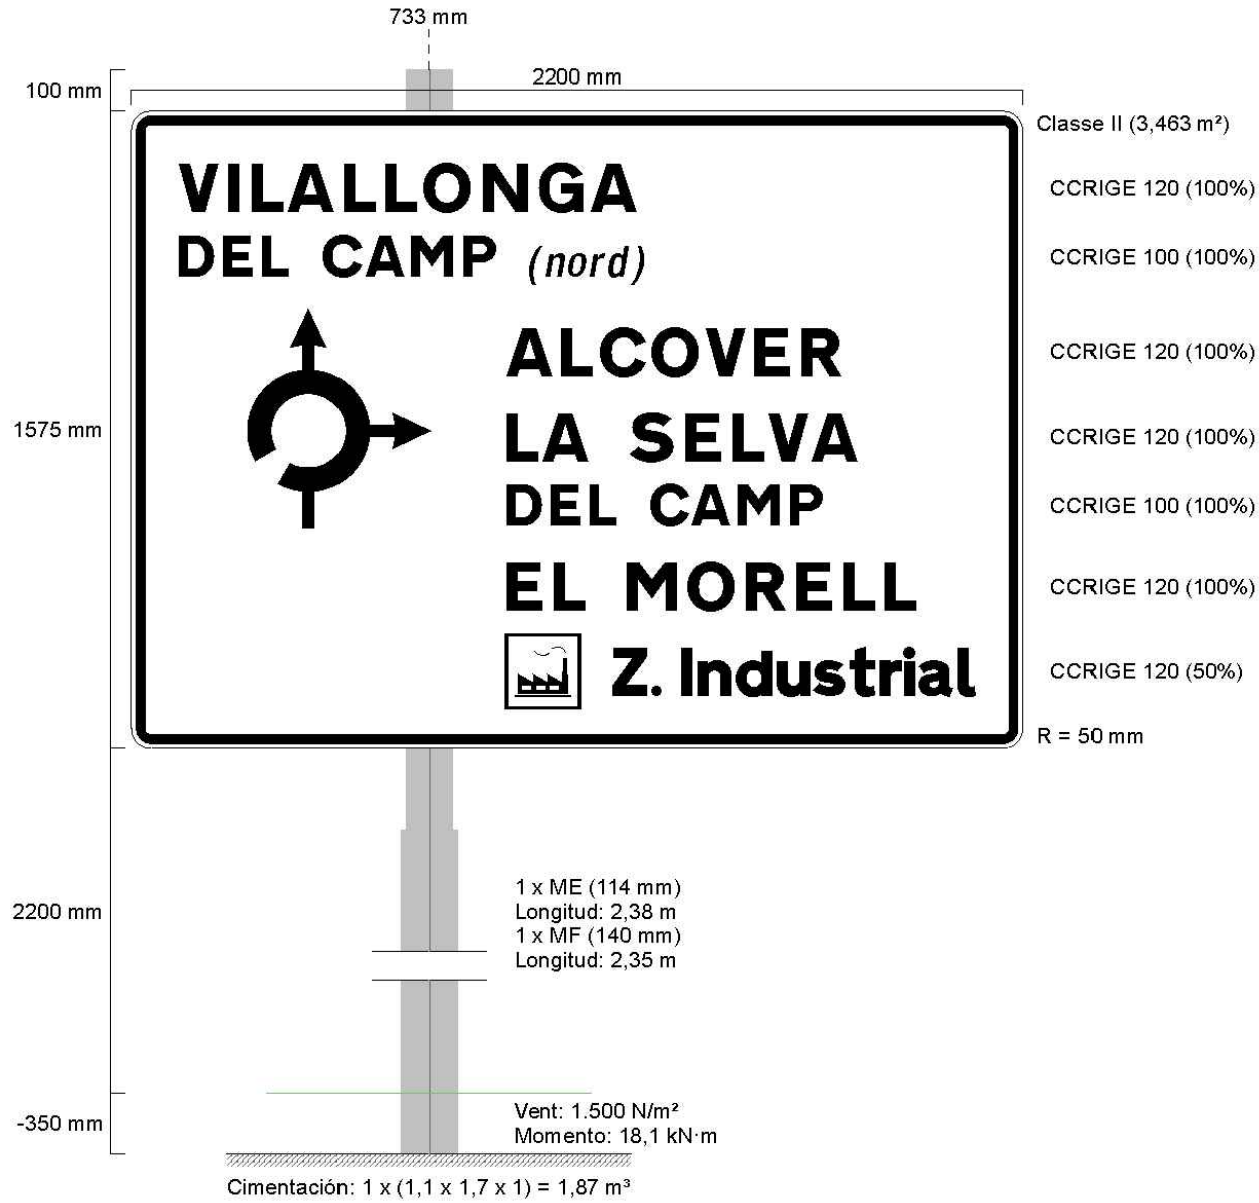 733 mm
100 mm
2200 mm
Classe II (3,463 m²)
VILALLONGA
CCRIGE 120 (100%)
DEL CAMP (nord)
CCRIGE 100 (100%)
ALCOVER
CCRIGE 120 (100%)
1575 mm
LA SELVA
CCRIGE 120 (100%)
DEL CAMP
CCRIGE 100 (100%)
EL MORELL
CCRIGE 120 (100%)
Z. Industrial
CCRIGE 120 (50%)
R = 50 mm
1 x ME (114 mm)
Longitud: 2,38 m
2200 mm
1 x MF (140 mm)
Longitud: 2,35 m
-350 mm
Vent: 1.500 N/m²
Momento: 18,1 kN·m
Cimentación: 1 x (1,1 x 1,7 x 1) = 1,87 m³